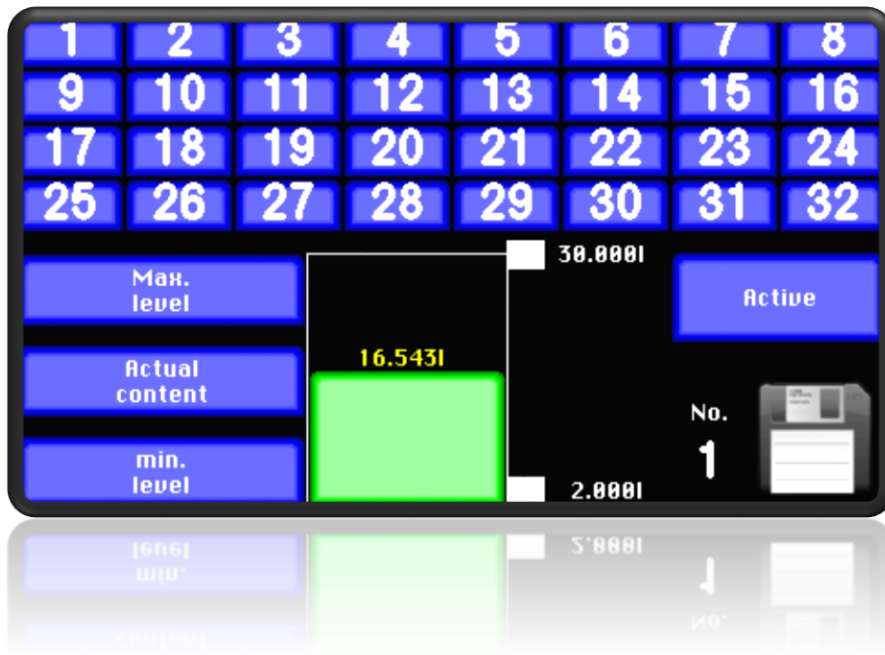 1 2 3 4 5 6 7 8
9 10 11 12 13 14 15 16
17 18 19 20 21 22 23 24
25 26 27 28 29 30 31 32
Max.
level
30.000l
Active
16.543l
Actual
content
No.
1
min.
level
2.000l